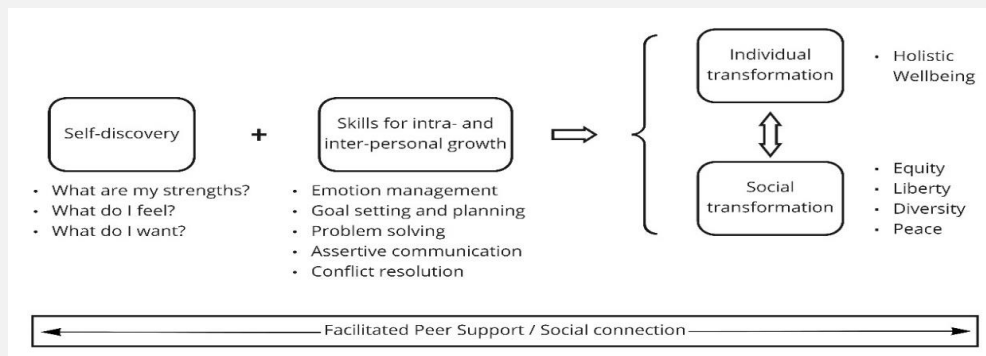 Self-discovery
+
Skills for intra- and
inter-personal growth
Individual
transformation
• Holistic
Wellbeing
Social
transformation
• Equity
• Liberty
• Diversity
• Peace
• What are my strengths?
• What do I feel?
• What do I want?
• Emotion management
• Goal setting and planning
• Problem solving
• Assertive communication
• Conflict resolution
Facilitated Peer Support / Social connection